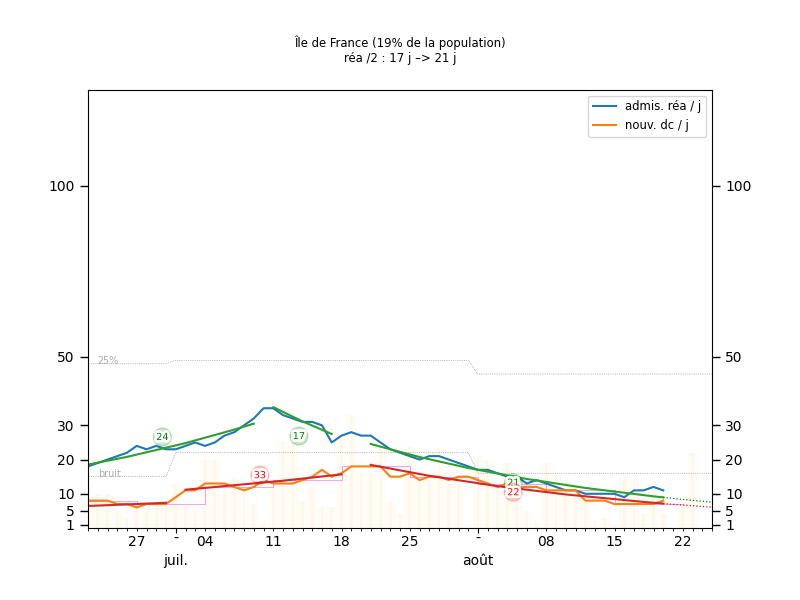 Île de France (19% de la population)
réa /2 : 17 j –> 21 j
admis. réa / j
nouv. dc / j
100
100
50
50
25%
30
30
24
17
20
20
bruit
33
21
22
10
10
5
5
1
1
27 - 04 11 18 25 - 08 15 22
juil. août